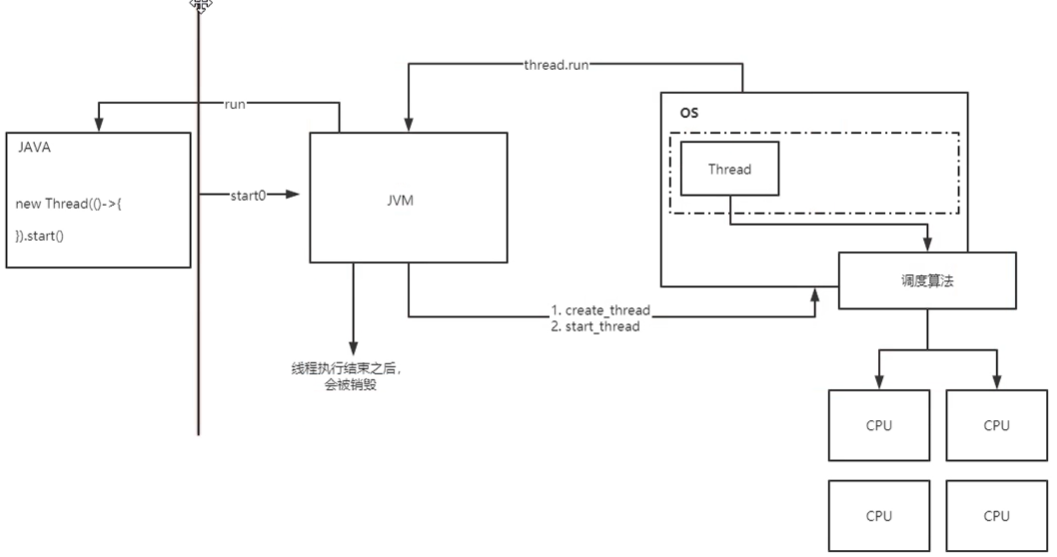 thread.run
run
OS
JAVA
Thread
new Thread(()->{
start0
JVM
}).start()
调度算法
1. create_thread
2. start_thread
线程执行结束之后,
会被销毁
CPU
CPU
CPU
CPU